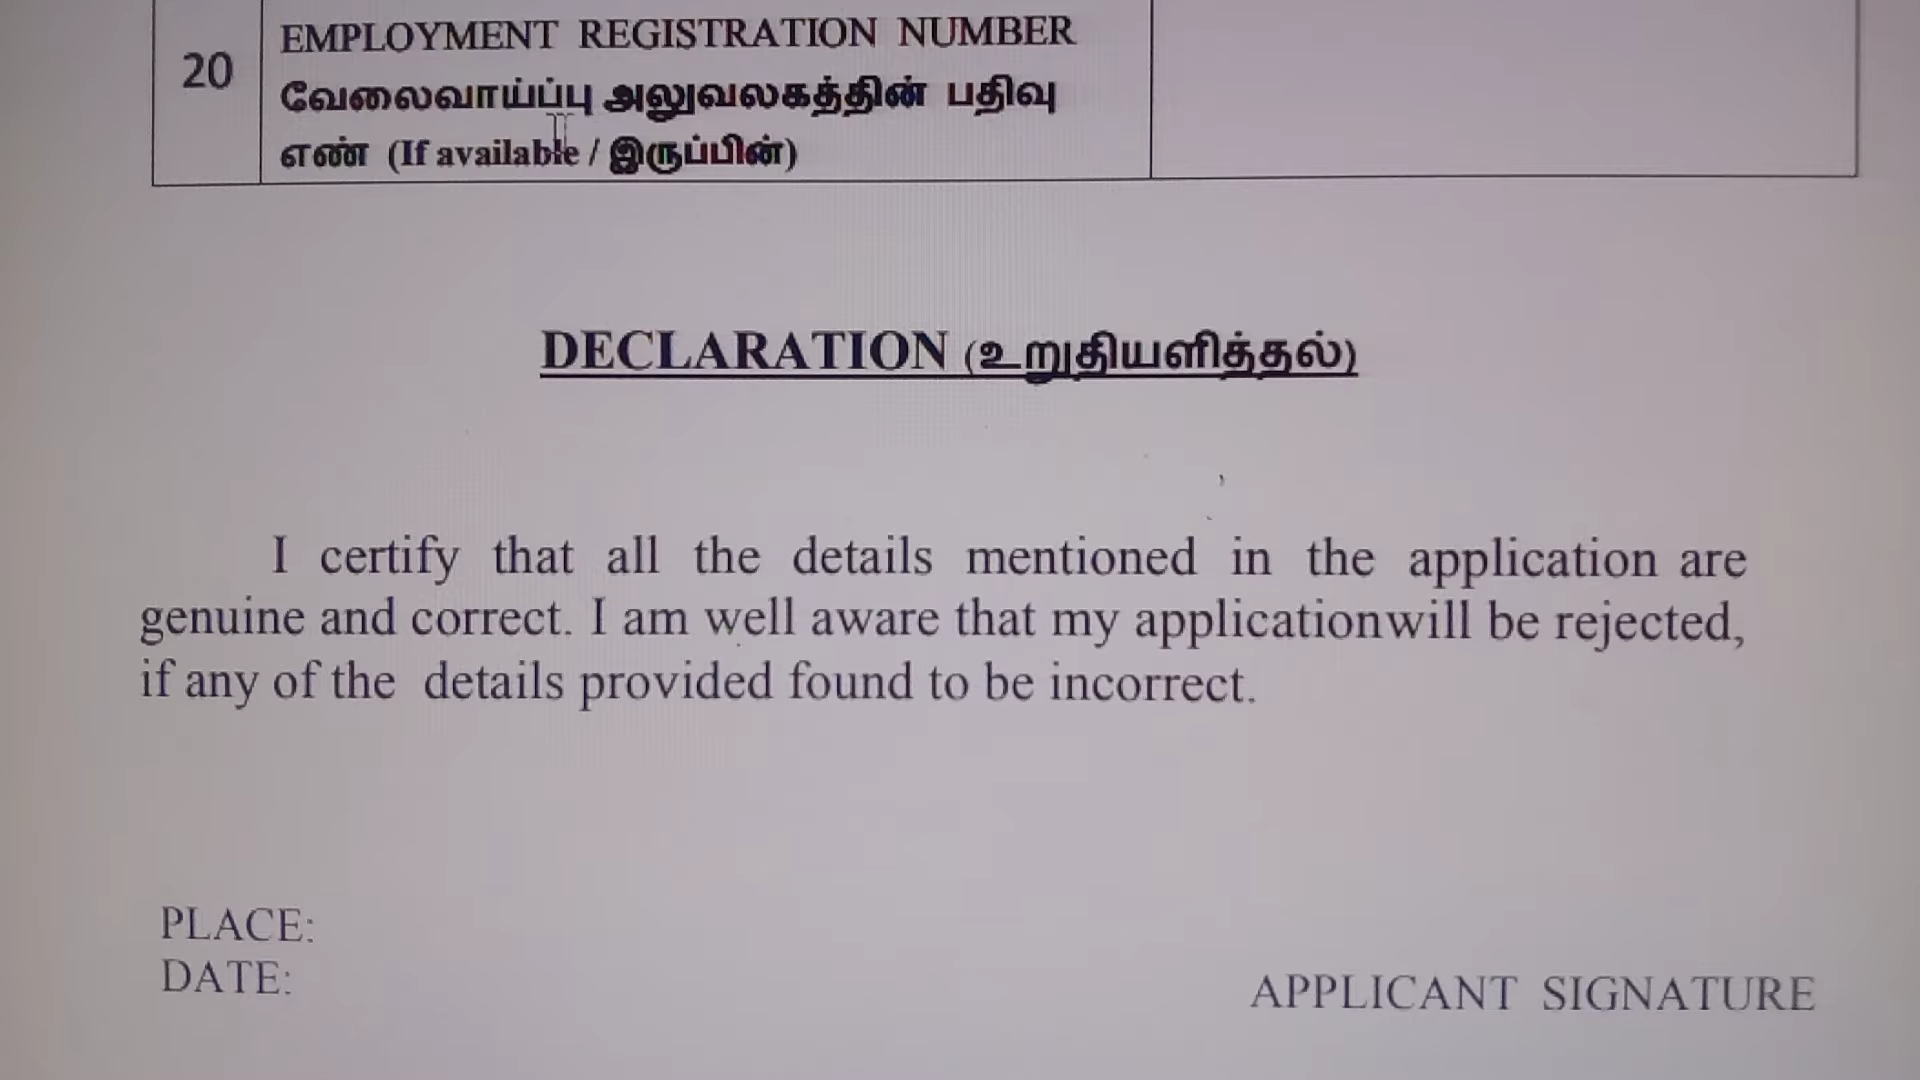 20
EMPLOYMENT REGISTRATION NUMBER
வேலைவாய்ப்பு அலுவலகத்தின் பதிவு
எண் (If available / இருப்பின்)
DECLARATION (உறுதியளித்தல்)
I certify that all the details mentioned in the application are
genuine and correct. I am well aware that my applicationwill be rejected,
if any of the details provided found to be incorrect.
PLACE:
DATE:
APPLICANT SIGNATURE